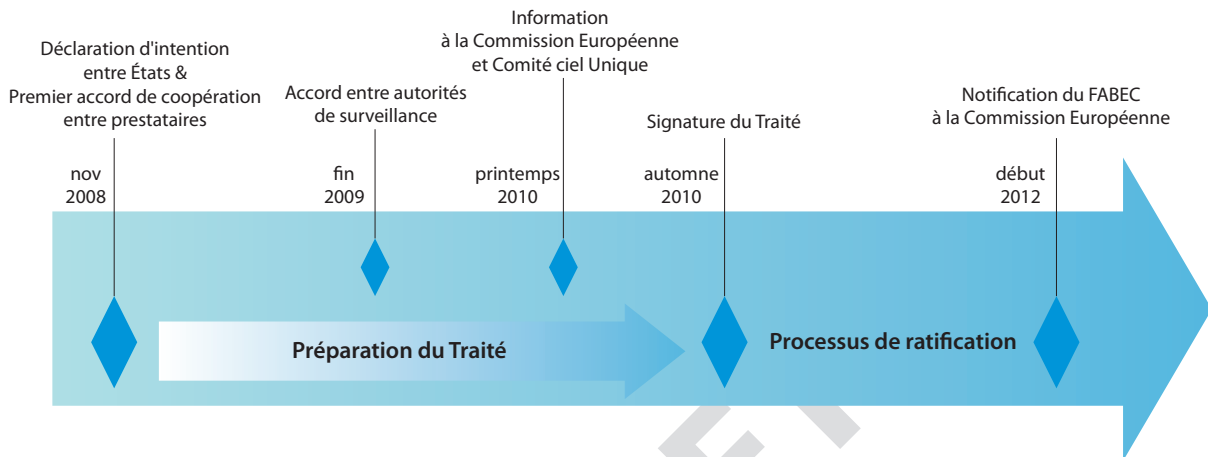 Déclaration d'intention
entre États &
Premier accord de coopération
entre prestataires
nov
2008
Accord entre autorités
de surveillance
fin
2009
Information
à la Commission Européenne
et Comité ciel Unique
printemps
2010
Signature du Traité
automne
2010
Notification du FABEC
à la Commission Européenne
début
2012
Préparation du Traité
Processus de ratification